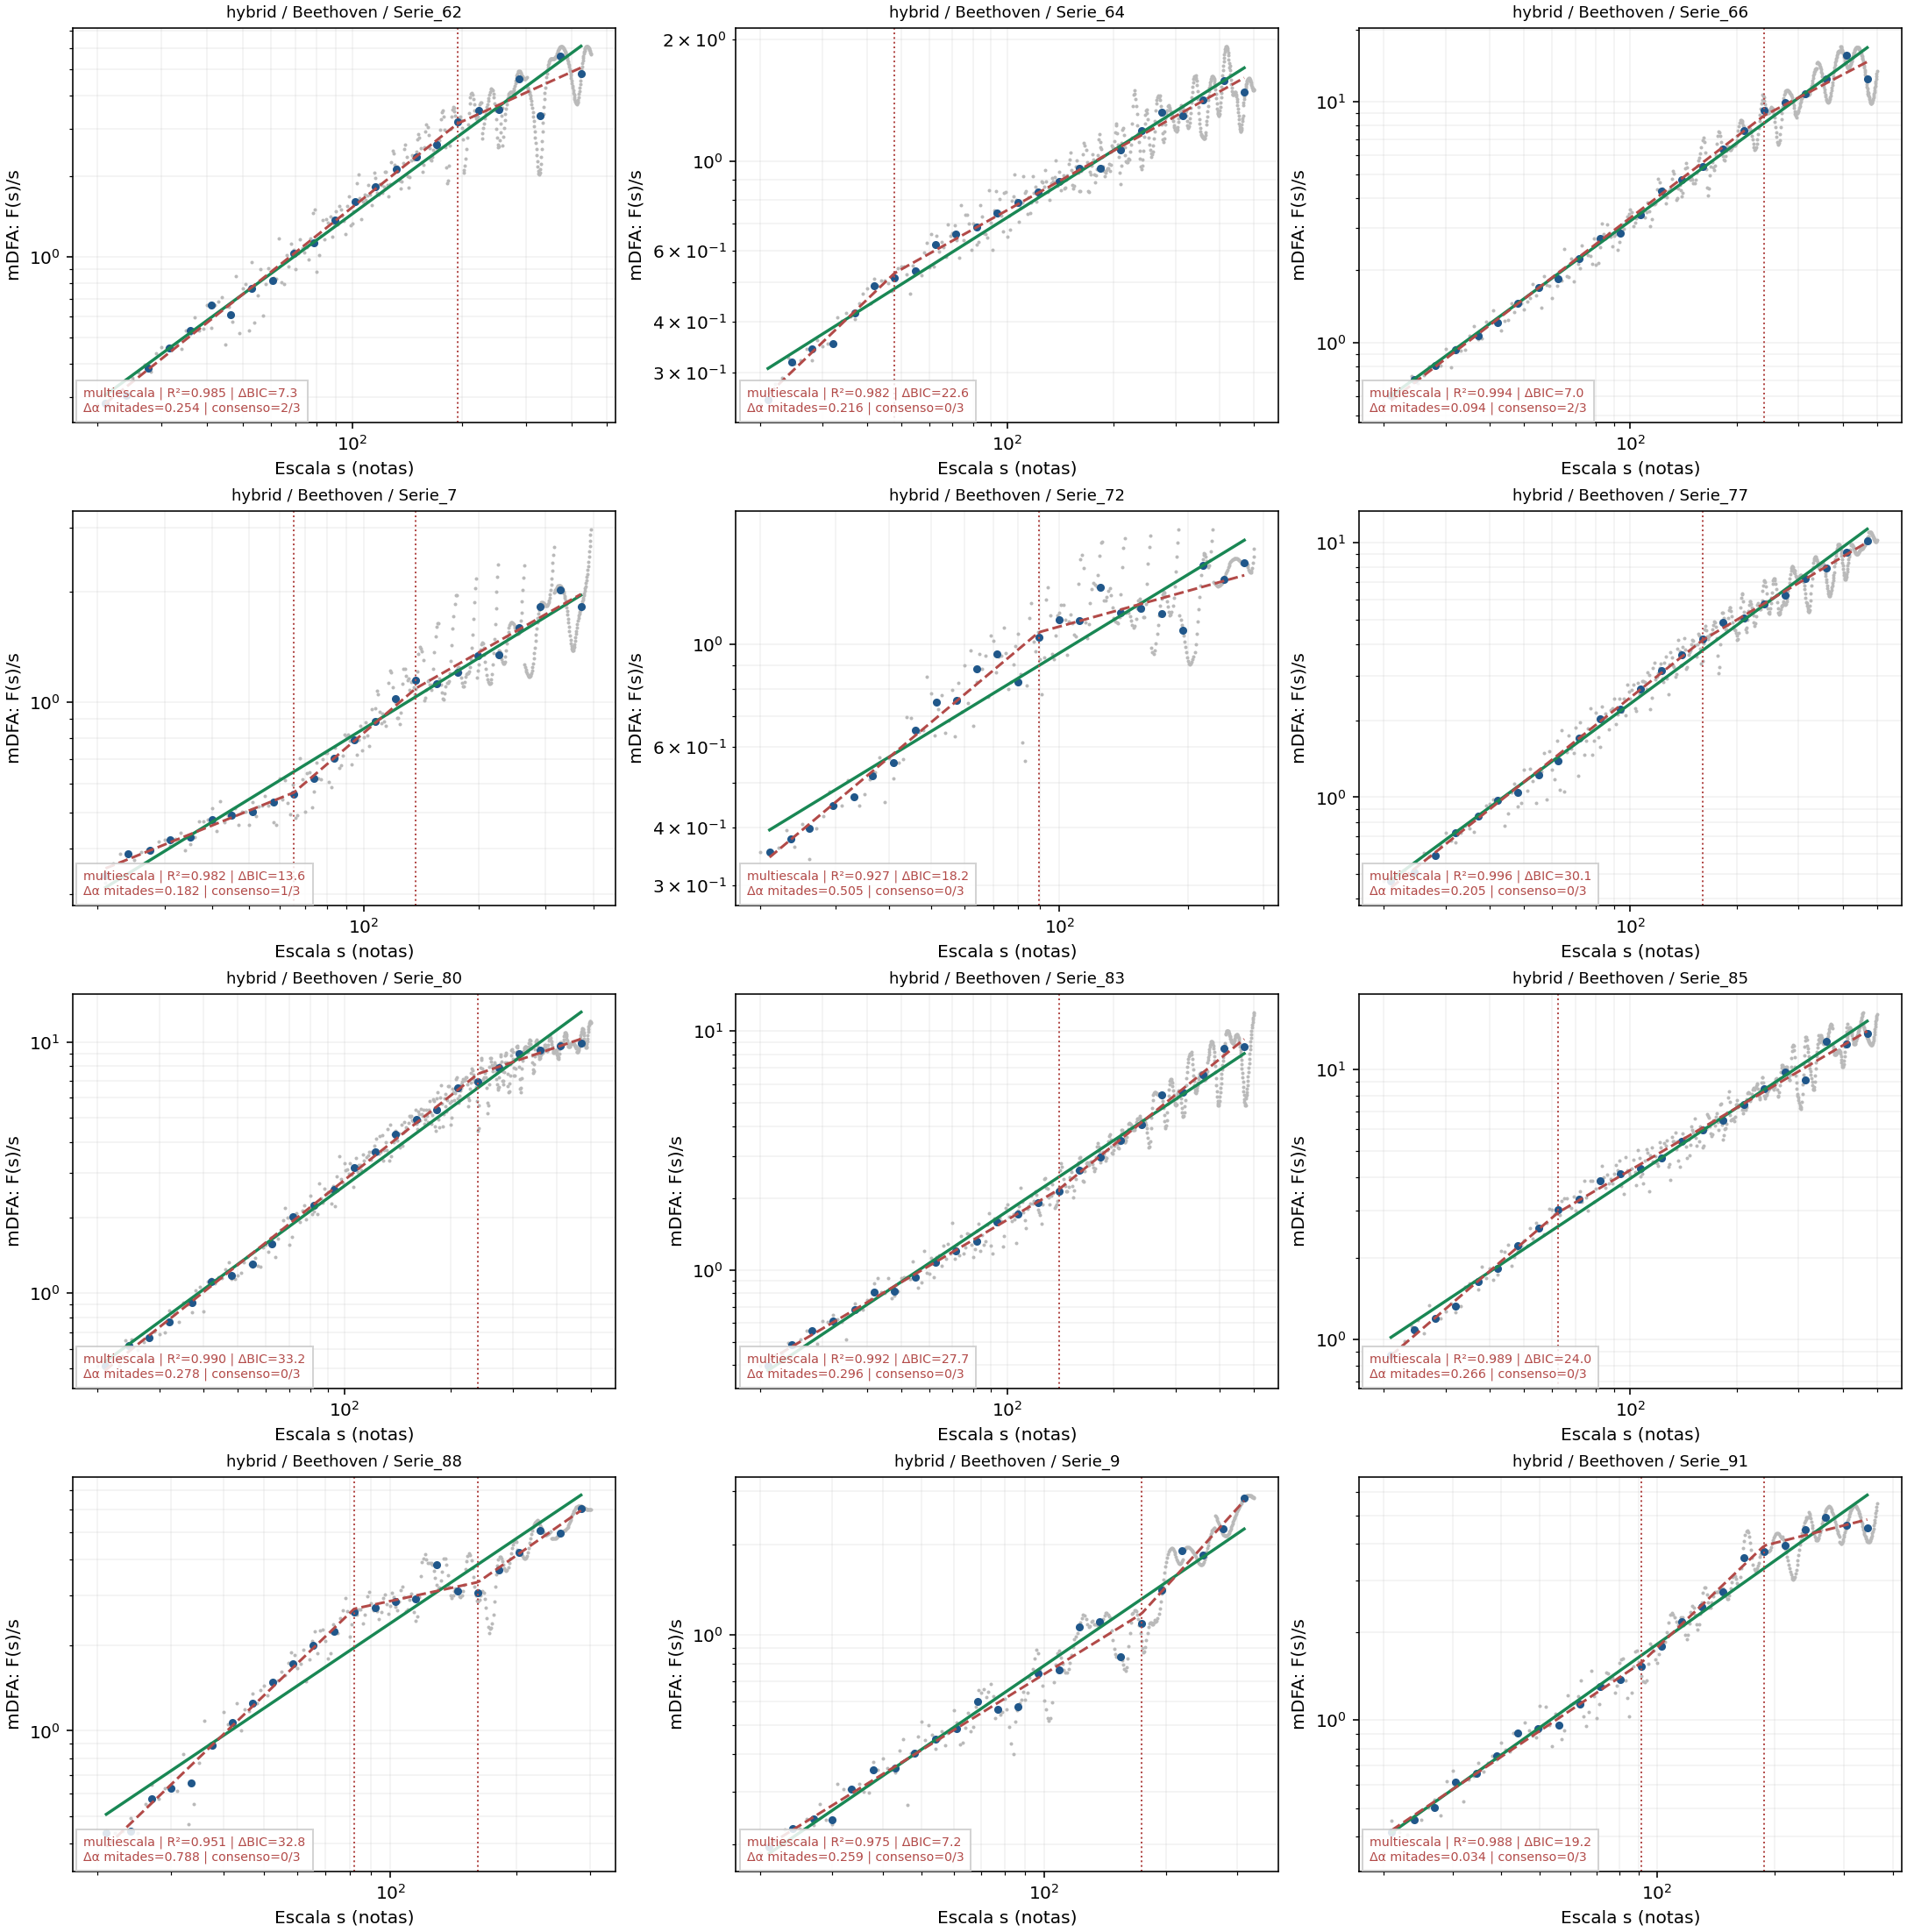 hybrid / Beethoven / Serie_62
mDFA: F(s)/s
10⁰
multiescala | R²=0.985 | ΔBIC=7.3
Δα mitades=0.254 | consenso=2/3
10²
Escala s (notas)
hybrid / Beethoven / Serie_64
mDFA: F(s)/s
2 × 10⁰
10⁰
6 × 10⁻¹
4 × 10⁻¹
3 × 10⁻¹
multiescala | R²=0.982 | ΔBIC=22.6
Δα mitades=0.216 | consenso=0/3
10²
Escala s (notas)
hybrid / Beethoven / Serie_66
mDFA: F(s)/s
10¹
10⁰
multiescala | R²=0.994 | ΔBIC=7.0
Δα mitades=0.094 | consenso=2/3
10²
Escala s (notas)
hybrid / Beethoven / Serie_7
mDFA: F(s)/s
10⁰
multiescala | R²=0.982 | ΔBIC=13.6
Δα mitades=0.182 | consenso=1/3
10²
Escala s (notas)
hybrid / Beethoven / Serie_72
mDFA: F(s)/s
10⁰
6 × 10⁻¹
4 × 10⁻¹
3 × 10⁻¹
multiescala | R²=0.927 | ΔBIC=18.2
Δα mitades=0.505 | consenso=0/3
10²
Escala s (notas)
hybrid / Beethoven / Serie_77
mDFA: F(s)/s
10¹
10⁰
multiescala | R²=0.996 | ΔBIC=30.1
Δα mitades=0.205 | consenso=0/3
10²
Escala s (notas)
hybrid / Beethoven / Serie_80
mDFA: F(s)/s
10¹
10⁰
multiescala | R²=0.990 | ΔBIC=33.2
Δα mitades=0.278 | consenso=0/3
10²
Escala s (notas)
hybrid / Beethoven / Serie_83
mDFA: F(s)/s
10¹
10⁰
multiescala | R²=0.992 | ΔBIC=27.7
Δα mitades=0.296 | consenso=0/3
10²
Escala s (notas)
hybrid / Beethoven / Serie_85
mDFA: F(s)/s
10¹
10⁰
multiescala | R²=0.989 | ΔBIC=24.0
Δα mitades=0.266 | consenso=0/3
10²
Escala s (notas)
hybrid / Beethoven / Serie_88
mDFA: F(s)/s
10⁰
multiescala | R²=0.951 | ΔBIC=32.8
Δα mitades=0.788 | consenso=0/3
10²
Escala s (notas)
hybrid / Beethoven / Serie_9
mDFA: F(s)/s
10⁰
multiescala | R²=0.975 | ΔBIC=7.2
Δα mitades=0.259 | consenso=0/3
10²
Escala s (notas)
hybrid / Beethoven / Serie_91
mDFA: F(s)/s
10⁰
multiescala | R²=0.988 | ΔBIC=19.2
Δα mitades=0.034 | consenso=0/3
10²
Escala s (notas)